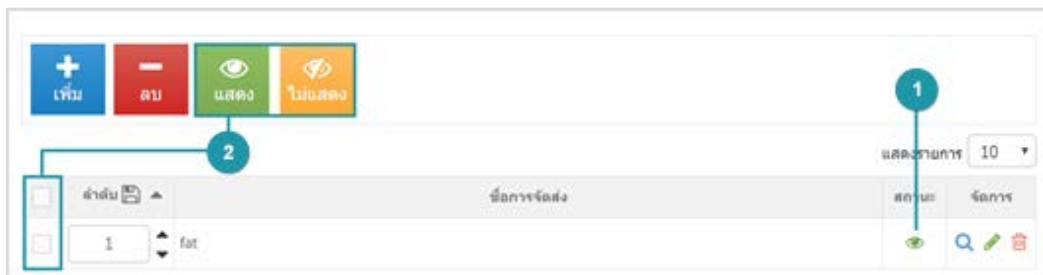 เพิ่ม ลบ แสดง ไม่แสดง
1
2
แสดงรายการ 10
ลำดับ ชื่อการจัดส่ง สถานะ จัดการ
1 fat